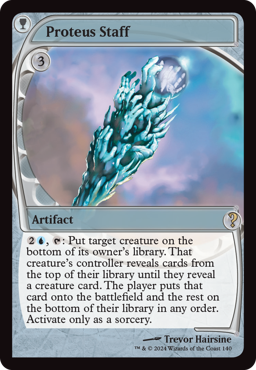 Proteus Staff
3
Artifact
2, : Put target creature on the
bottom of its owner's library. That
creature's controller reveals cards from
the top of their library until they reveal
a creature card. The player puts that
card onto the battlefield and the rest on
the bottom of their library in any order.
Activate only as a sorcery.
Trevor Hairsine
™ & © 2024 Wizards of the Coast 140